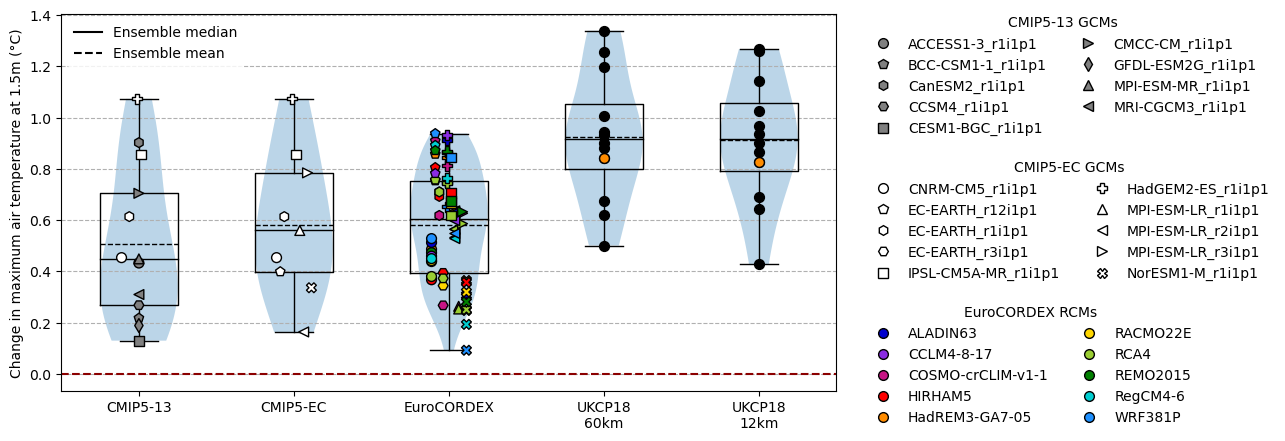 Change in maximum air temperature at 1.5m (°C)
1.4
1.2
1.0
0.8
0.6
0.4
0.2
0.0
Ensemble median
Ensemble mean
CMIP5-13
CMIP5-EC
EuroCORDEX
UKCP18
60km
UKCP18
12km
CMIP5-13 GCMs
ACCESS1-3_r1i1p1
BCC-CSM1-1_r1i1p1
CanESM2_r1i1p1
CCSM4_r1i1p1
CESM1-BGC_r1i1p1
CMCC-CM_r1i1p1
GFDL-ESM2G_r1i1p1
MPI-ESM-MR_r1i1p1
MRI-CGCM3_r1i1p1
CMIP5-EC GCMs
CNRM-CM5_r1i1p1
EC-EARTH_r12i1p1
EC-EARTH_r1i1p1
EC-EARTH_r3i1p1
IPSL-CM5A-MR_r1i1p1
HadGEM2-ES_r1i1p1
MPI-ESM-LR_r1i1p1
MPI-ESM-LR_r2i1p1
MPI-ESM-LR_r3i1p1
NorESM1-M_r1i1p1
EuroCORDEX RCMs
ALADIN63
CCLM4-8-17
COSMO-crCLIM-v1-1
HIRHAM5
HadREM3-GA7-05
RACMO22E
RCA4
REMO2015
RegCM4-6
WRF381P